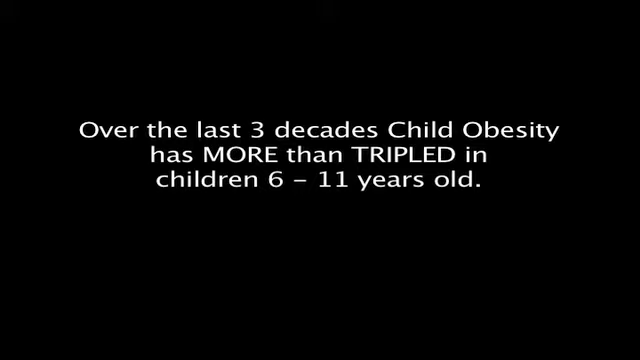 Over the last 3 decades Child Obesity
has MORE than TRIPLED in
children 6 – 11 years old.